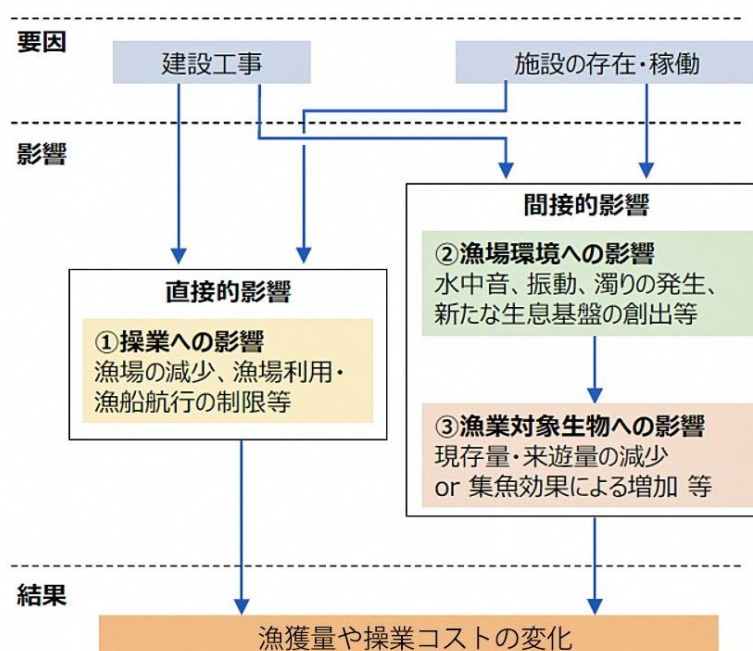 要因
建設工事
施設の存在・稼働
影響
間接的影響
②漁場環境への影響
水中音、振動、濁りの発生、
新たな生息基盤の創出等
直接的影響
①操業への影響
漁場の減少、漁場利用・
漁船航行の制限等
③漁業対象生物への影響
現存量・来遊量の減少
or 集魚効果による増加 等
結果
漁獲量や操業コストの変化